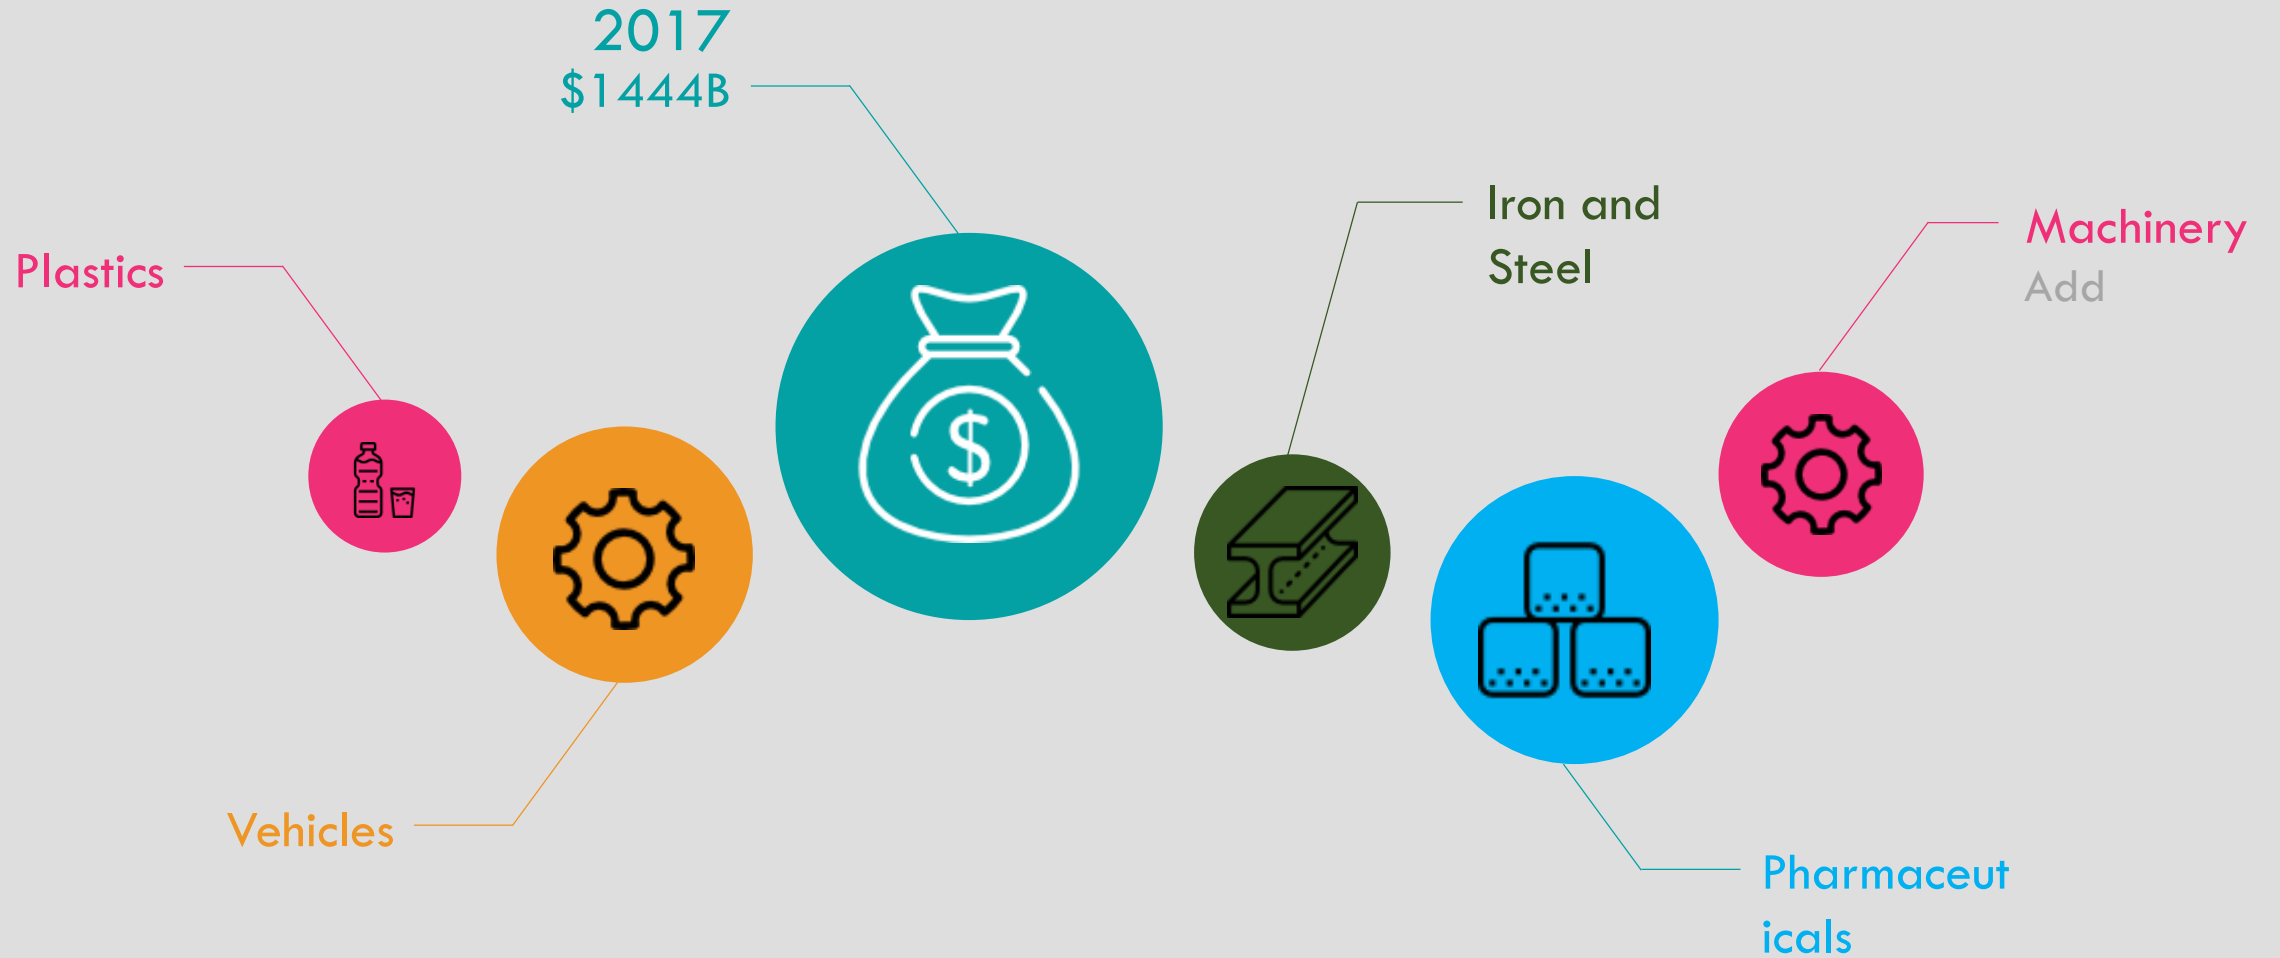 2017
$1444B
Plastics
Iron and
Steel
Machinery
Add
$
Vehicles
Pharmaceut
icals